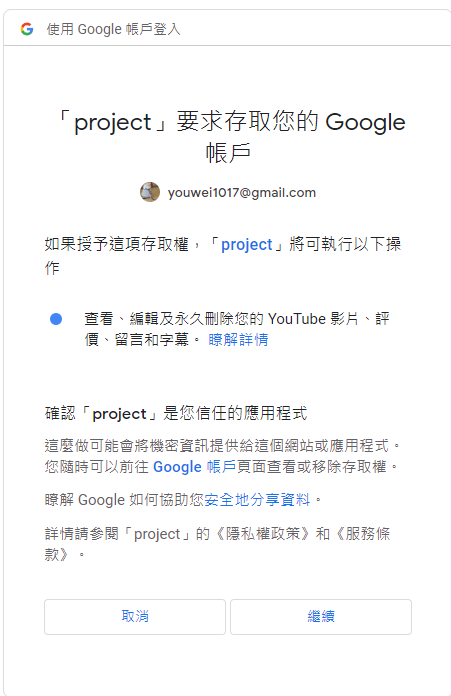 使用 Google 帳戶登入
「project」要求存取您的 Google
帳戶
youwei1017@gmail.com
如果授予這項存取權，「project」將可執行以下操
作
查看、編輯及永久刪除您的 YouTube 影片、評
價、留言和字幕。 瞭解詳情
確認「project」是您信任的應用程式
這麼做可能會將機密資訊提供給這個網站或應用程式。
您隨時可以前往 Google 帳戶頁面查看或移除存取權。
瞭解 Google 如何協助您安全地分享資料。
詳情請參閱「project」的《隱私權政策》和《服務條
款》。
取消
繼續